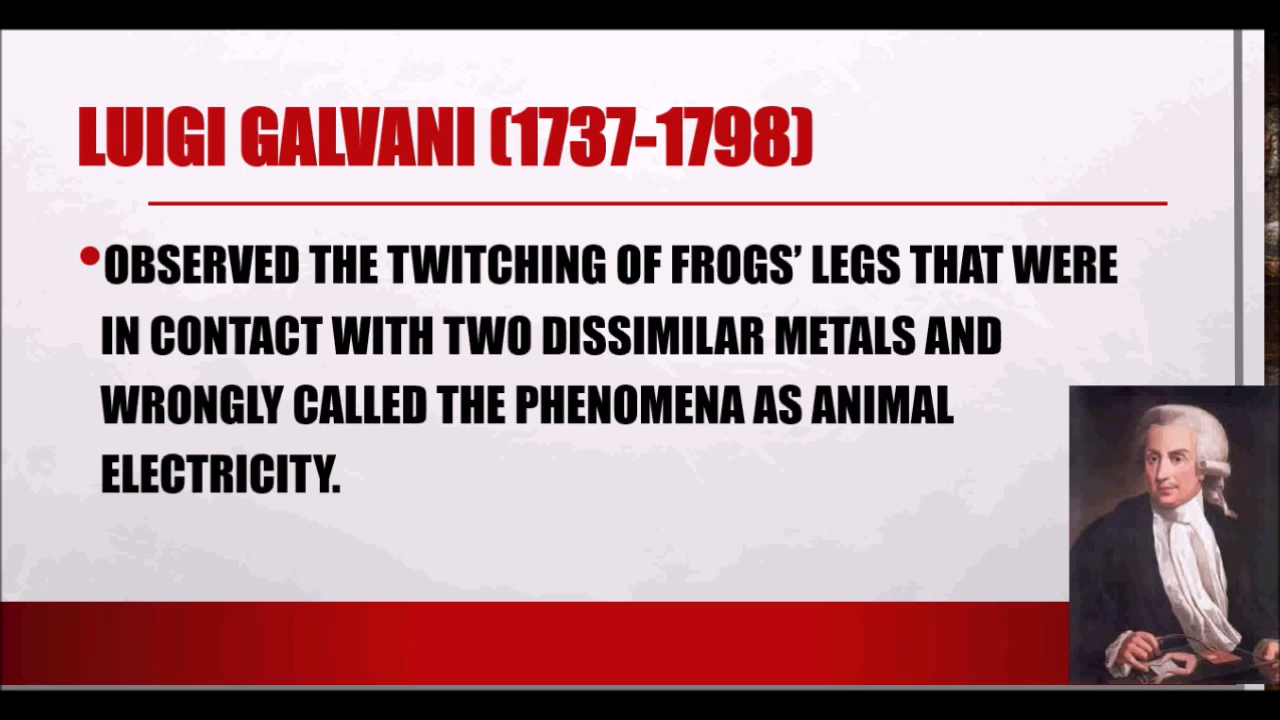 LUIGI GALVANI (1737-1798)
•OBSERVED THE TWITCHING OF FROGS’ LEGS THAT WERE
IN CONTACT WITH TWO DISSIMILAR METALS AND
WRONGLY CALLED THE PHENOMENA AS ANIMAL
ELECTRICITY.